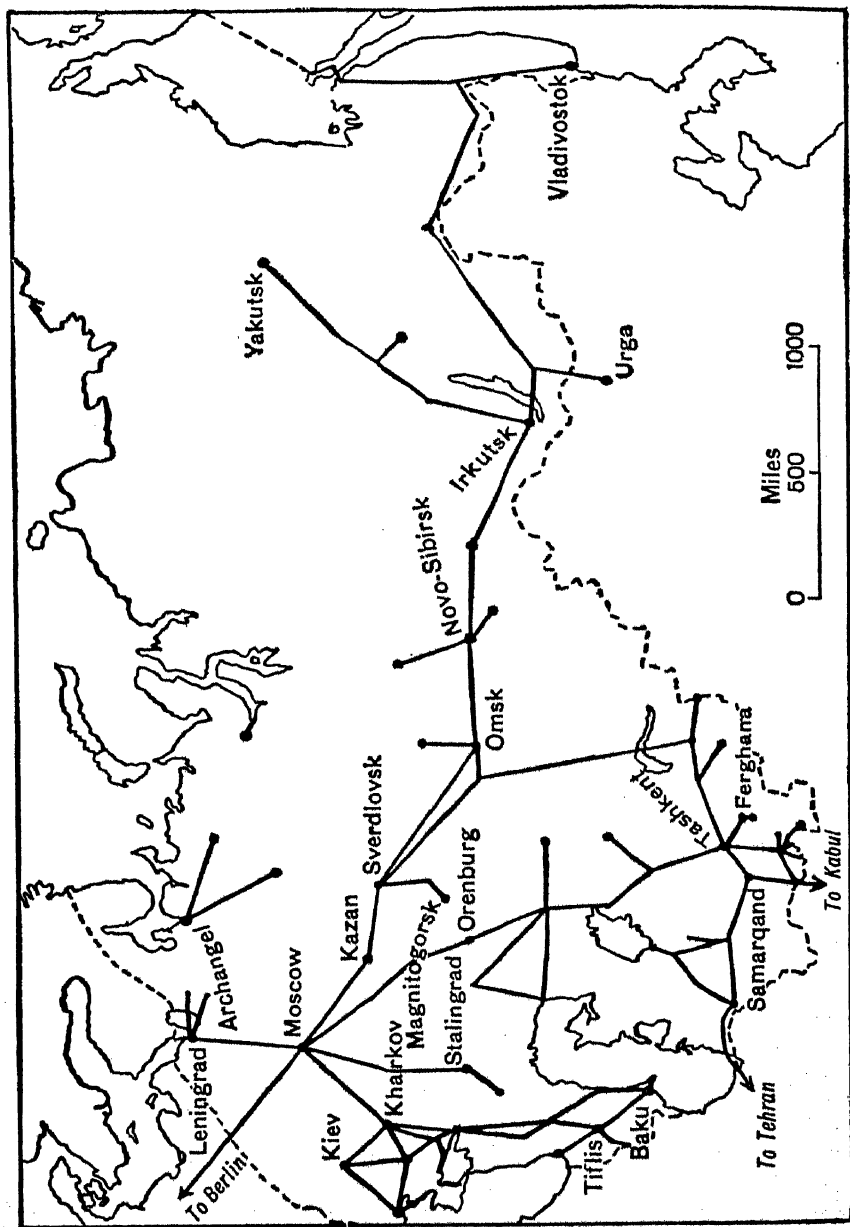 To Berlin
Leningrad
Archangel
Moscow
Kiev
Kharkov
Kazan
Sverdlovsk
Magnitogorsk
Stalingrad
Orenburg
Omsk
Novo-Sibirsk
Irkutsk
Yakutsk
Urga
Vladivostok
Tiflis
Baku
To Tehran
Samarqand
Tashkent
Ferghana
To Kabul
Miles
0 500 1000